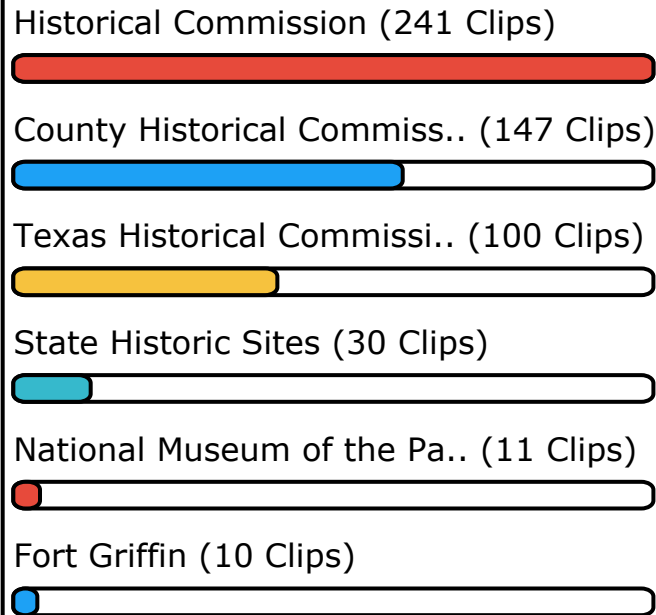 Historical Commission (241 Clips)
County Historical Commiss.. (147 Clips)
Texas Historical Commissi.. (100 Clips)
State Historic Sites (30 Clips)
National Museum of the Pa.. (11 Clips)
Fort Griffin (10 Clips)